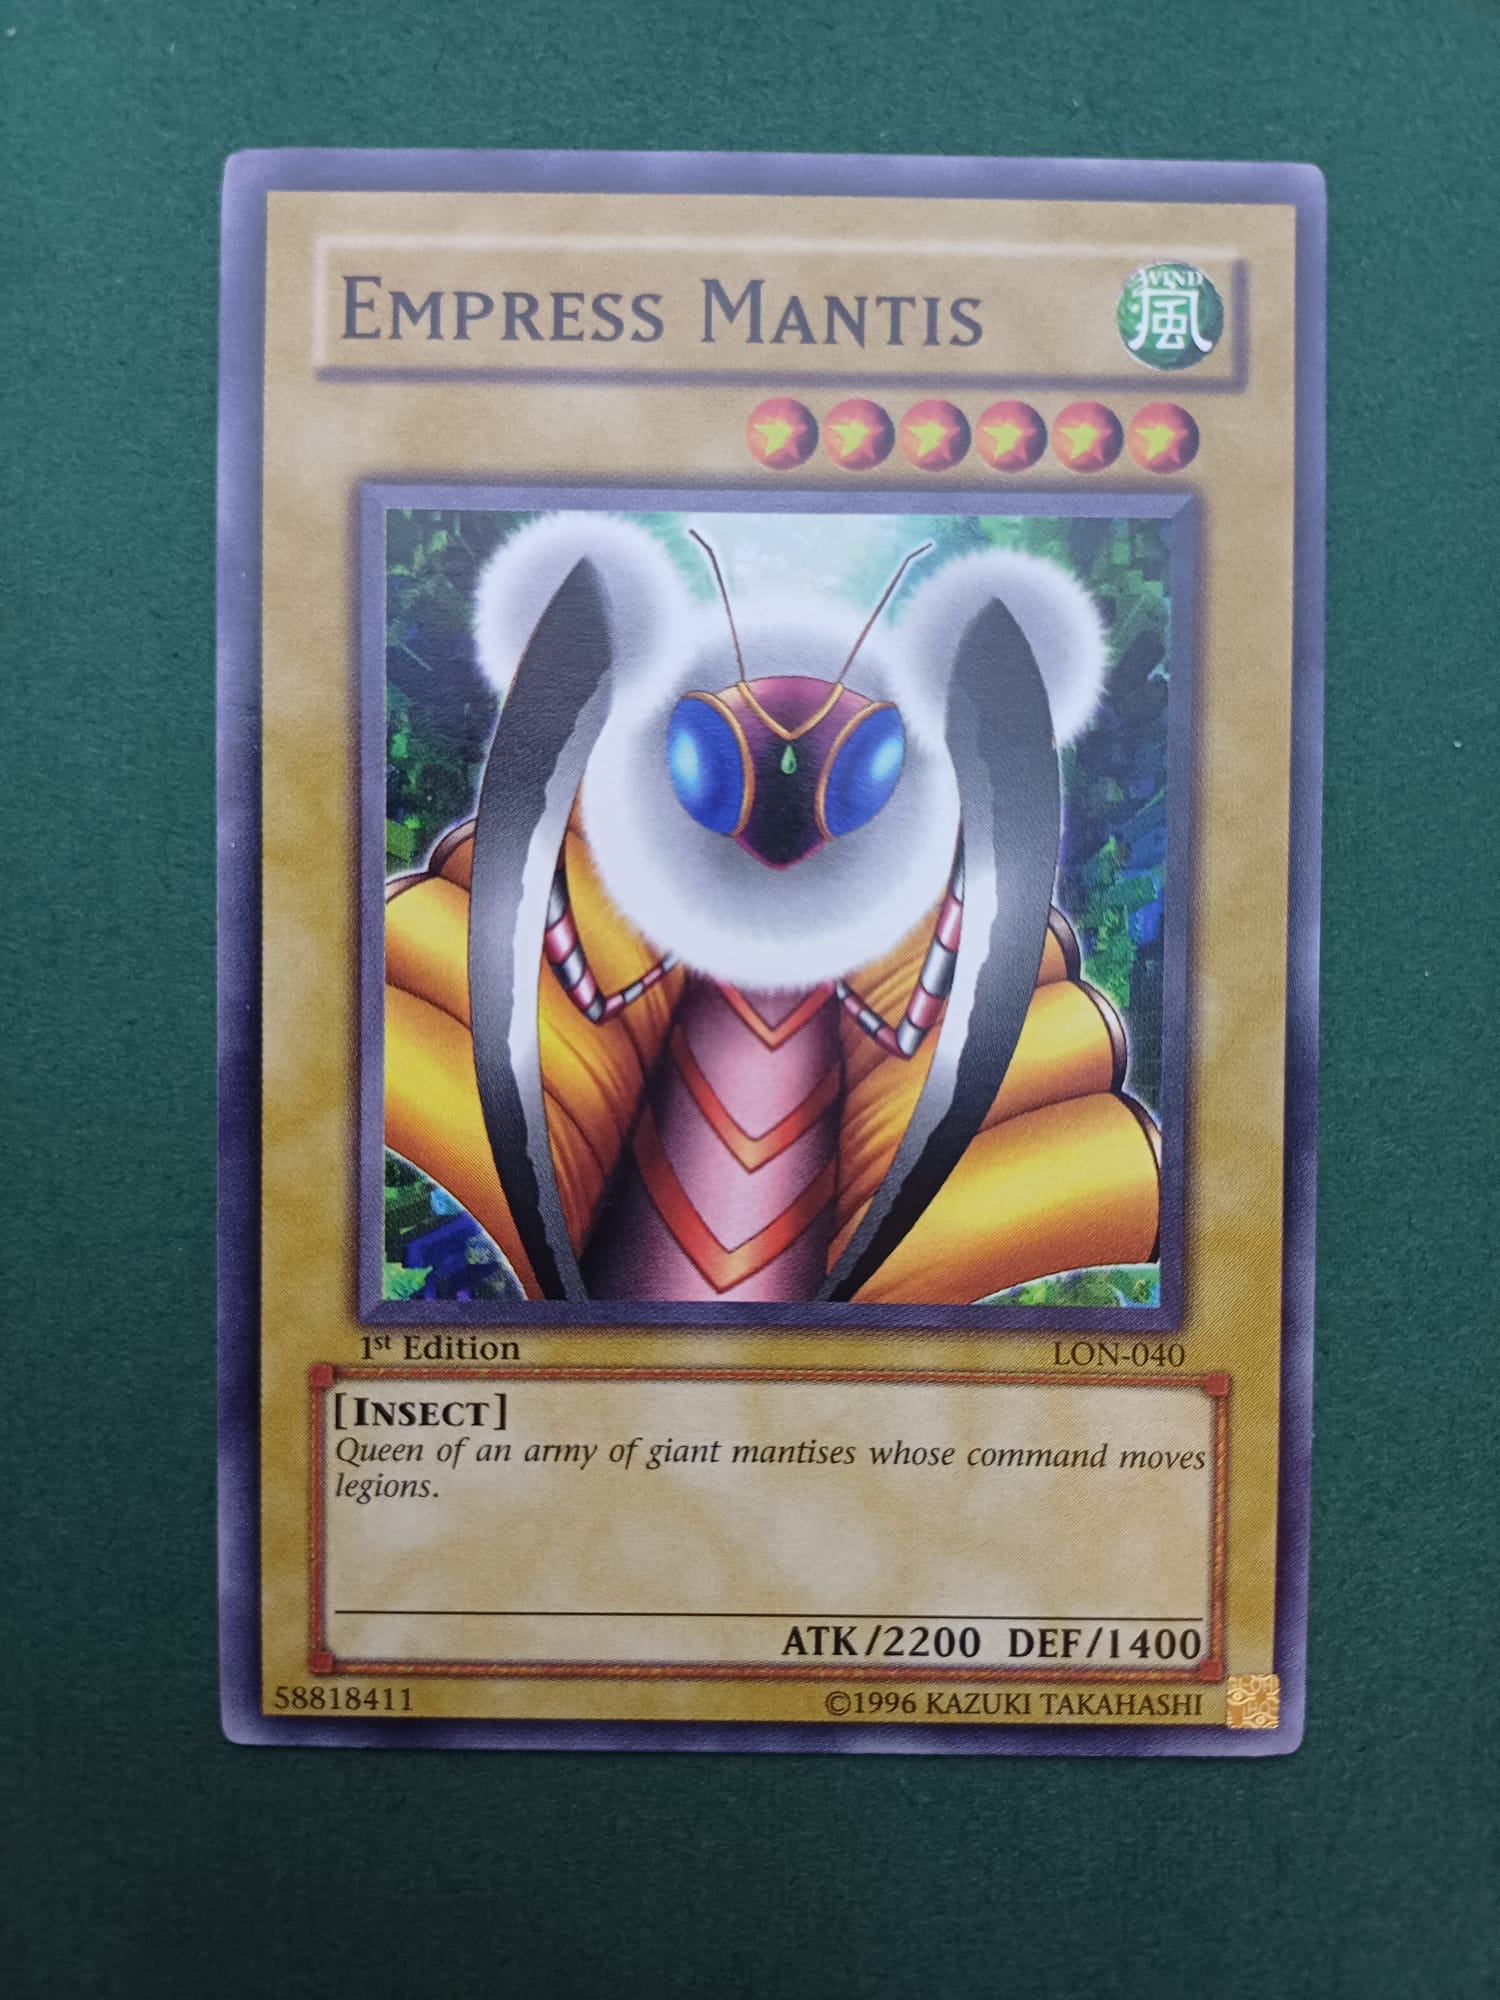 EMPRESS MANTIS
WIND
風
1st Edition
LON-040
[INSECT]
Queen of an army of giant mantises whose command moves
legions.
ATK/2200 DEF/1400
58818411
©1996 KAZUKI TAKAHASHI